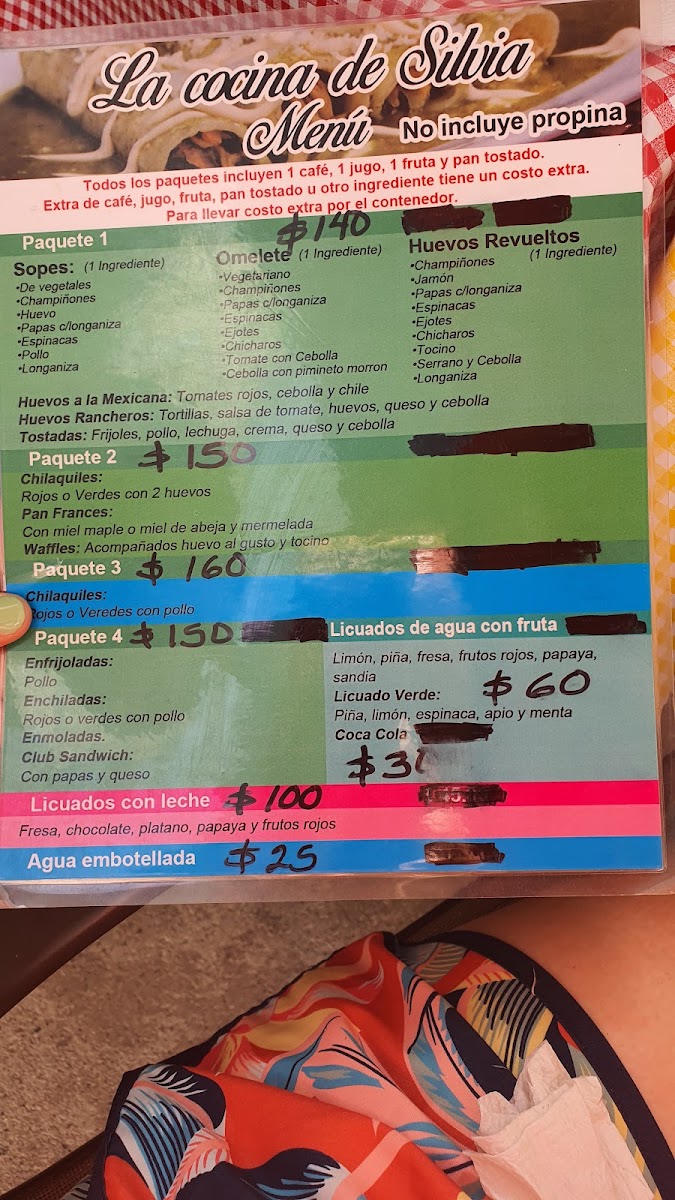 La cocina de Silvia
Menú No incluye propina
Todos los paquetes incluyen 1 café, 1 jugo, 1 fruta y pan tostado.
Extra de café, jugo, fruta, pan tostado u otro ingrediente tiene un costo extra.
Para llevar costo extra por el contenedor.
Paquete 1 $140
Sopes: (1 Ingrediente)
•De vegetales
•Champiñones
•Huevo
•Papas c/longaniza
•Espinacas
•Pollo
•Longaniza
Omelete (1 Ingrediente)
•Vegetariano
•Champiñones
•Papas c/longaniza
•Espinacas
•Ejotes
•Chicharos
•Tomate con Cebolla
•Cebolla con pimineto morron
Huevos Revueltos
(1 Ingrediente)
•Champiñones
•Jamón
•Papas c/longaniza
•Espinacas
•Ejotes
•Chicharos
•Tocino
•Serrano y Cebolla
•Longaniza
Huevos a la Mexicana: Tomates rojos, cebolla y chile
Huevos Rancheros: Tortillas, salsa de tomate, huevos, queso y cebolla
Tostadas: Frijoles, pollo, lechuga, crema, queso y cebolla
Paquete 2 $150
Chilaquiles:
Rojos o Verdes con 2 huevos
Pan Frances:
Con miel maple o miel de abeja y mermelada
Waffles: Acompañados huevo al gusto y tocino
Paquete 3 $160
Chilaquiles:
Rojos o Veredes con pollo
Paquete 4 $150
Enfrijoladas:
Pollo
Enchiladas:
Rojos o verdes con pollo
Enmoladas.
Club Sandwich:
Con papas y queso
Licuados de agua con fruta
Limón, piña, fresa, frutos rojos, papaya,
sandia
Licuado Verde: $60
Piña, limón, espinaca, apio y menta
Coca Cola
Licuados con leche $100
Fresa, chocolate, platano, papaya y frutos rojos
Agua embotellada $25